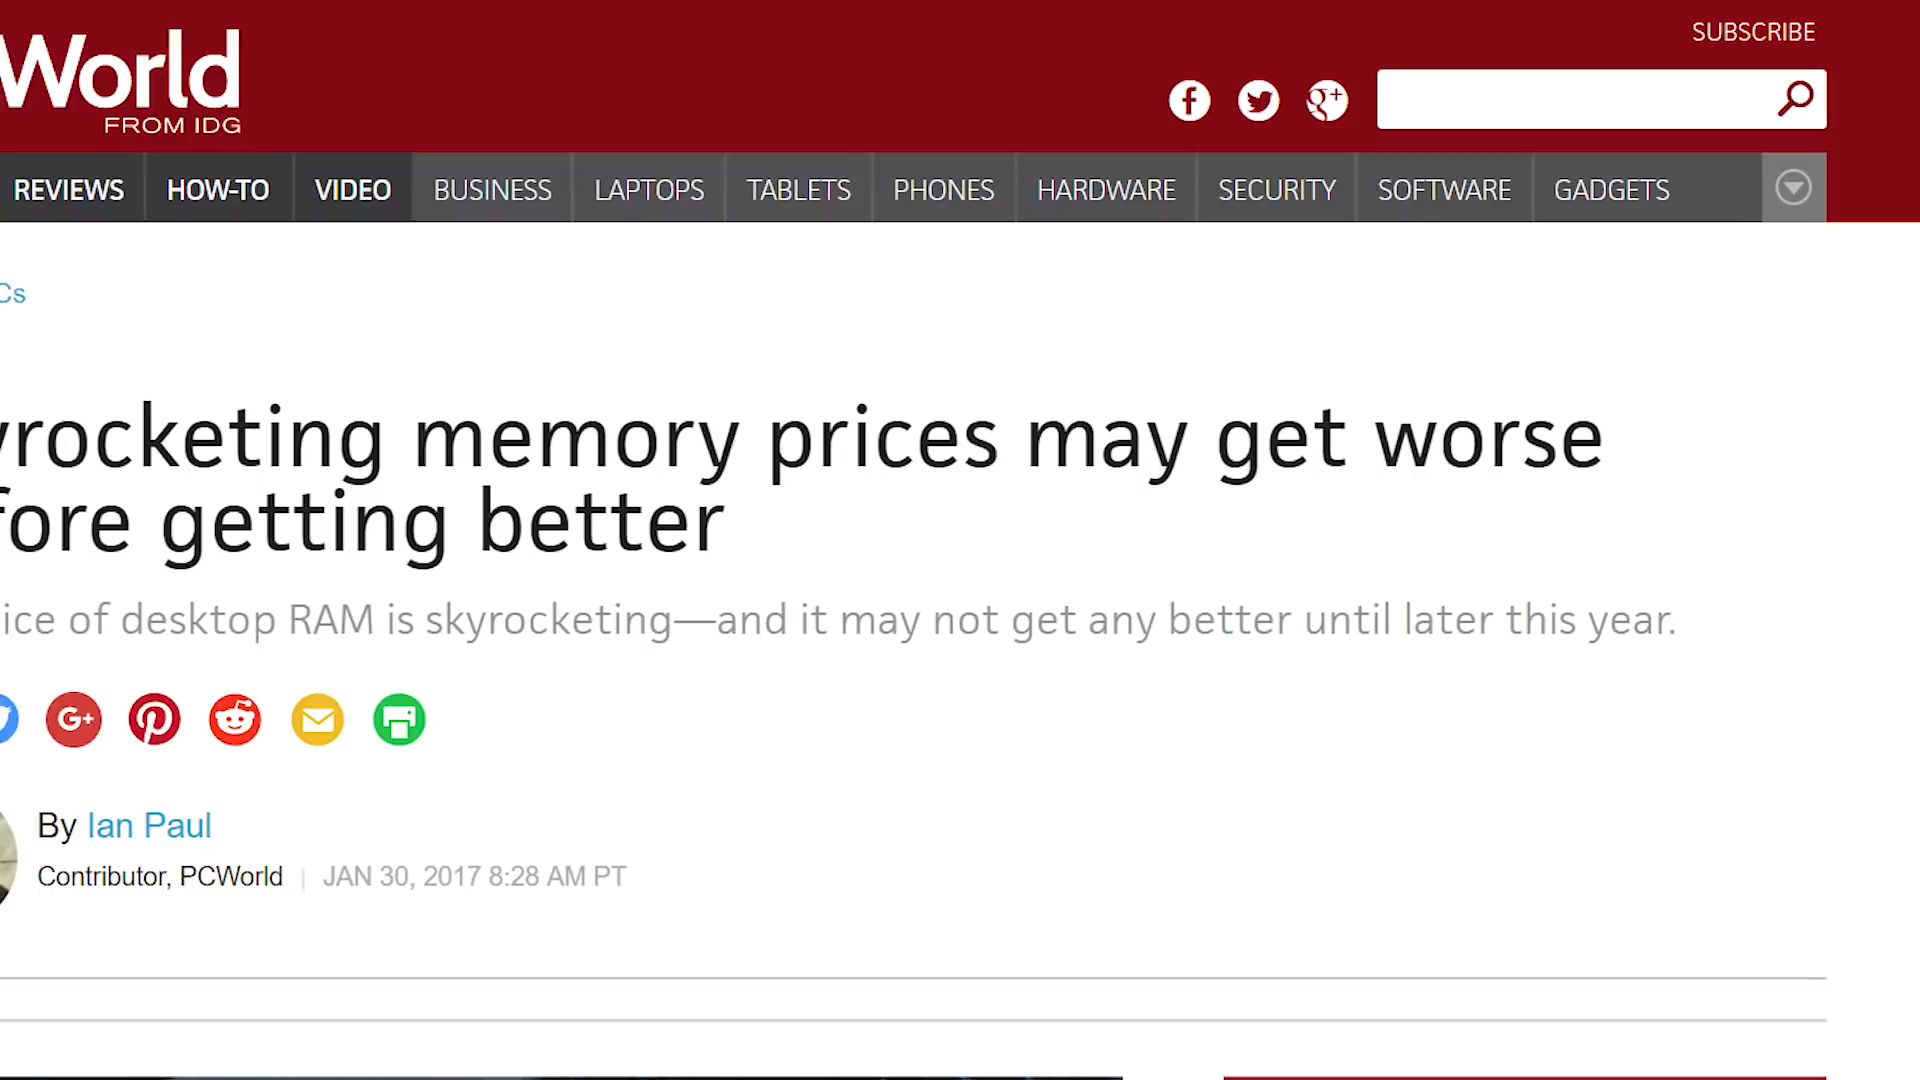 SUBSCRIBE
World
FROM IDG
REVIEWS HOW-TO VIDEO BUSINESS LAPTOPS TABLETS PHONES HARDWARE SECURITY SOFTWARE GADGETS
Cs
yrocketing memory prices may get worse
fore getting better
ice of desktop RAM is skyrocketing—and it may not get any better until later this year.
By Ian Paul
Contributor, PCWorld | JAN 30, 2017 8:28 AM PT